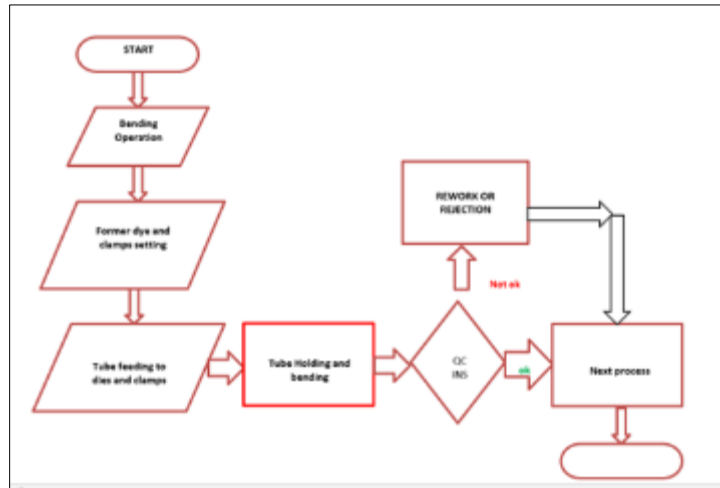 START
Bending
Operation
Former dye and
clamps setting
Tube feeding to
dies and clamps
Tube Holding and
bending
QC
INS
Not ok
REWORK OR
REJECTION
ok
Next process